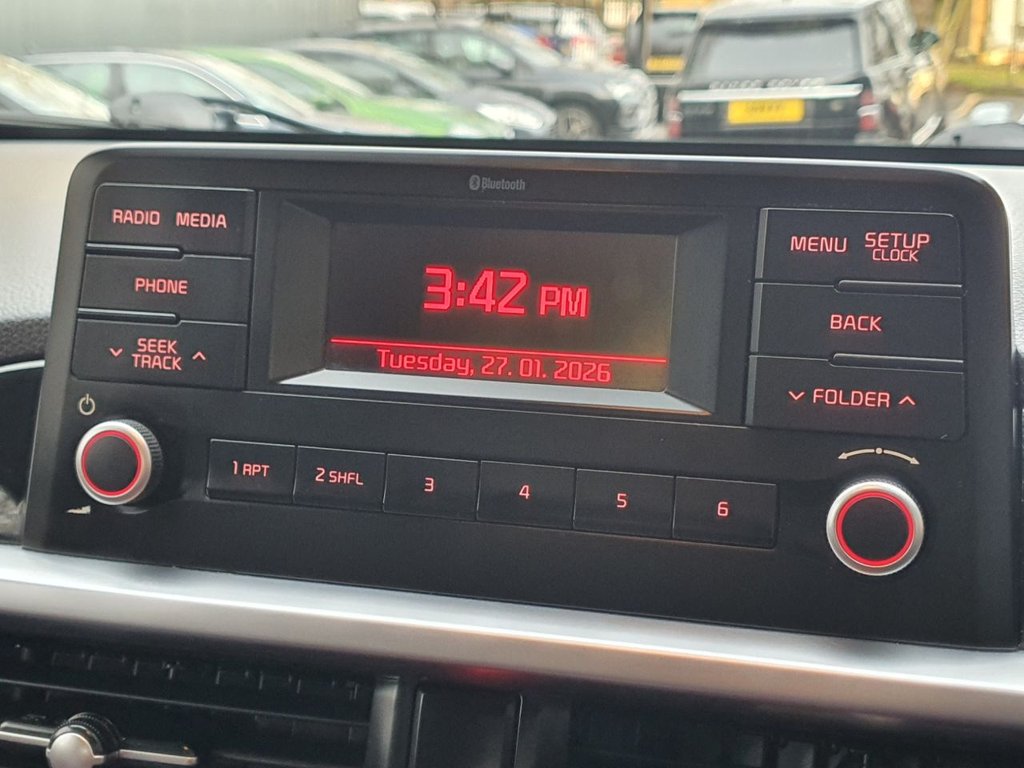 Bluetooth
RADIO MEDIA
PHONE
SEEK
TRACK
3:42 PM
Tuesday, 27. 01. 2026
MENU SETUP
CLOCK
BACK
FOLDER
1 RPT 2 SHFL 3 4 5 6